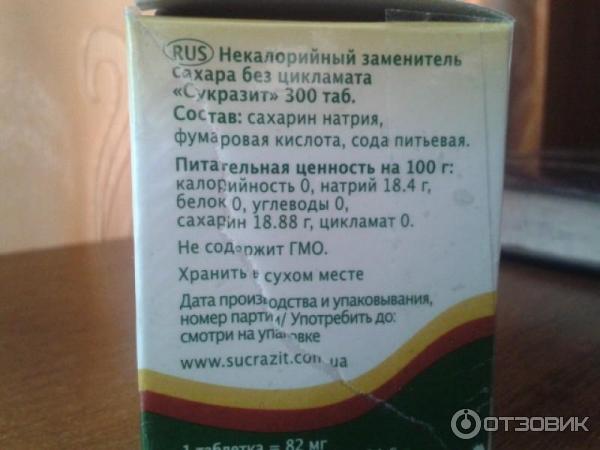 RUS Некалорийный заменитель
сахара без цикламата
«Сукразит» 300 таб.
Состав: сахарин натрия,
фумаровая кислота, сода питьевая.
Питательная ценность на 100 г:
калорийность 0, натрий 18.4 г,
белок 0, углеводы 0,
сахарин 18.88 г, цикламат 0.
Не содержит ГМО.
Хранить в сухом месте
Дата производства и упаковывания,
номер партии/ Употребить до:
смотри на упаковке
www.sucrazit.com.ua
1 таблетка = 82 мг
ОТЗОВИК